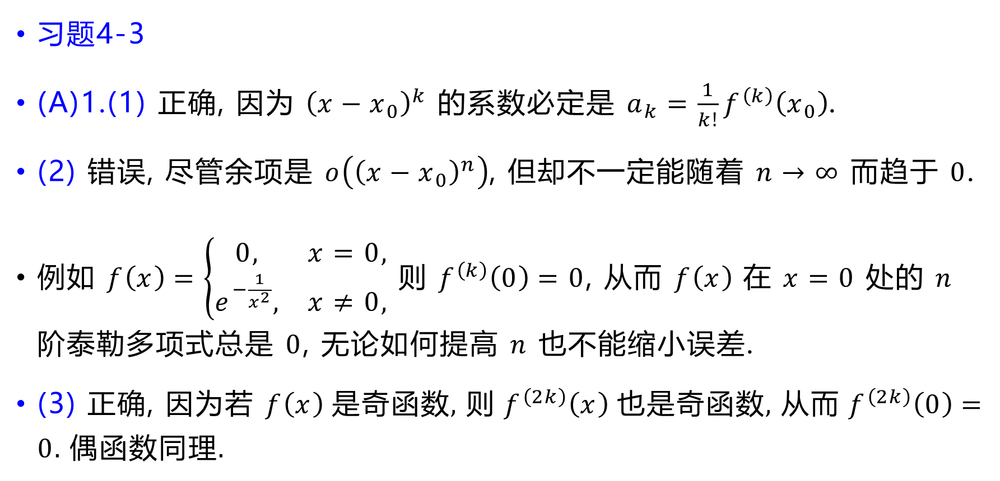 • 习题4-3
• (A)1.(1) 正确, 因为 $(x - x_0)^k$ 的系数必定是 $a_k = \frac{1}{k!} f^{(k)}(x_0)$.
• (2) 错误, 尽管余项是 $o\left((x - x_0)^n\right)$, 但却不一定能随着 $n \to \infty$ 而趋于 0.
• 例如 $f(x) = \begin{cases} 0, & x = 0, \\ e^{-\frac{1}{x^2}}, & x \neq 0, \end{cases}$ 则 $f^{(k)}(0) = 0$, 从而 $f(x)$ 在 $x = 0$ 处的 $n$
阶泰勒多项式总是 0, 无论如何提高 $n$ 也不能缩小误差.
• (3) 正确, 因为若 $f(x)$ 是奇函数, 则 $f^{(2k)}(x)$ 也是奇函数, 从而 $f^{(2k)}(0) =$
0. 偶函数同理.